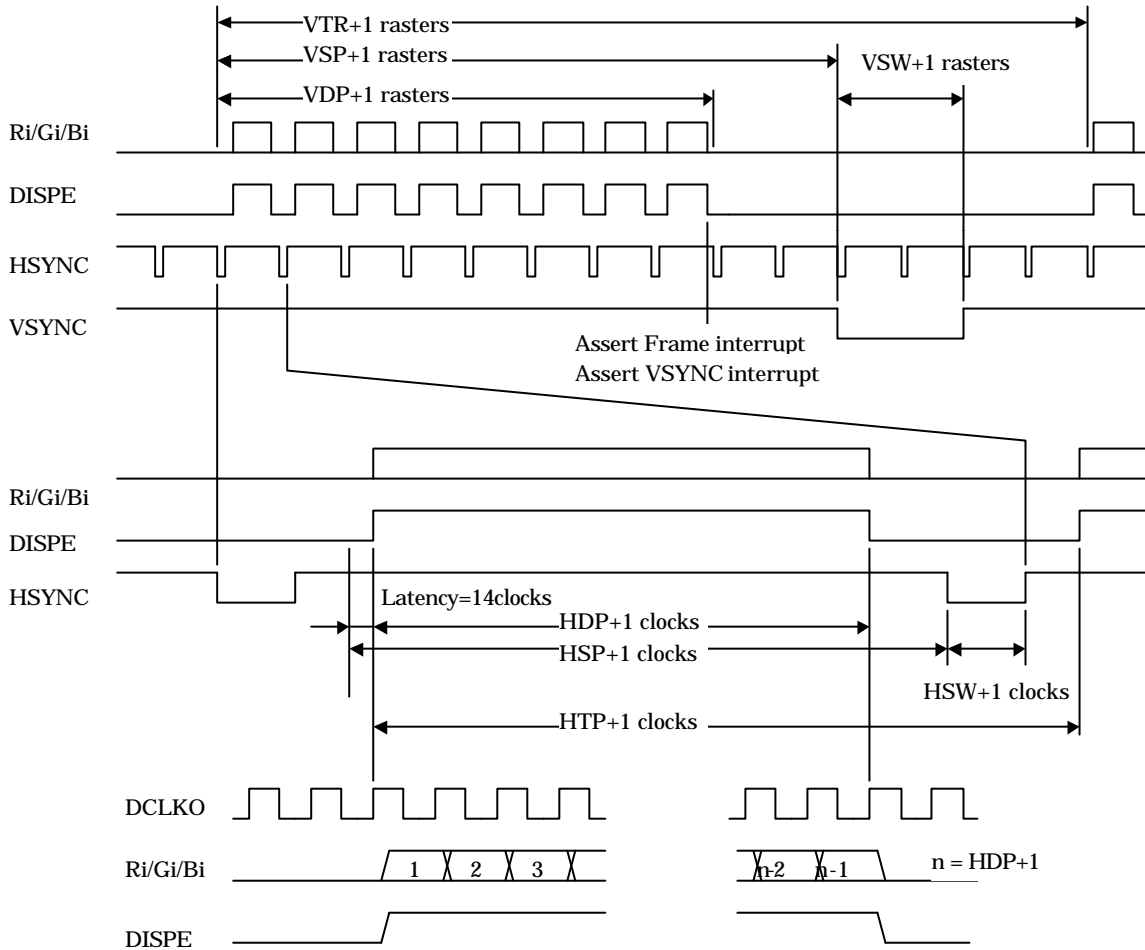 VTR+1 rasters
VSP+1 rasters
VSW+1 rasters
VDP+1 rasters
Ri/Gi/Bi
DISPE
HSYNC
VSYNC
Assert Frame interrupt
Assert VSYNC interrupt
Ri/Gi/Bi
DISPE
HSYNC
Latency=14clocks
HDP+1 clocks
HSP+1 clocks
HSW+1 clocks
HTP+1 clocks
DCLKO
Ri/Gi/Bi
1 2 3 n-2 n-1 n = HDP+1
DISPE